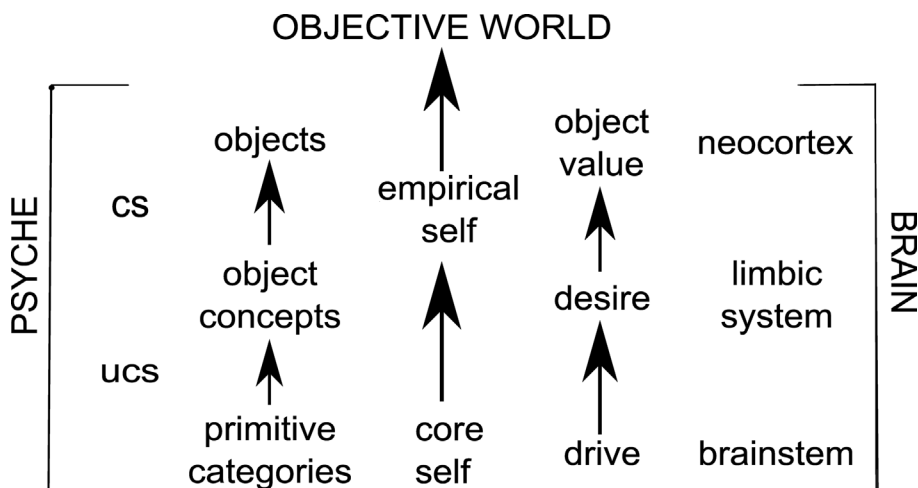 OBJECTIVE WORLD
PSYCHE
cs
ucs
objects
object
concepts
primitive
categories
empirical
self
core
self
object
value
desire
drive
neocortex
limbic
system
brainstem
BRAIN